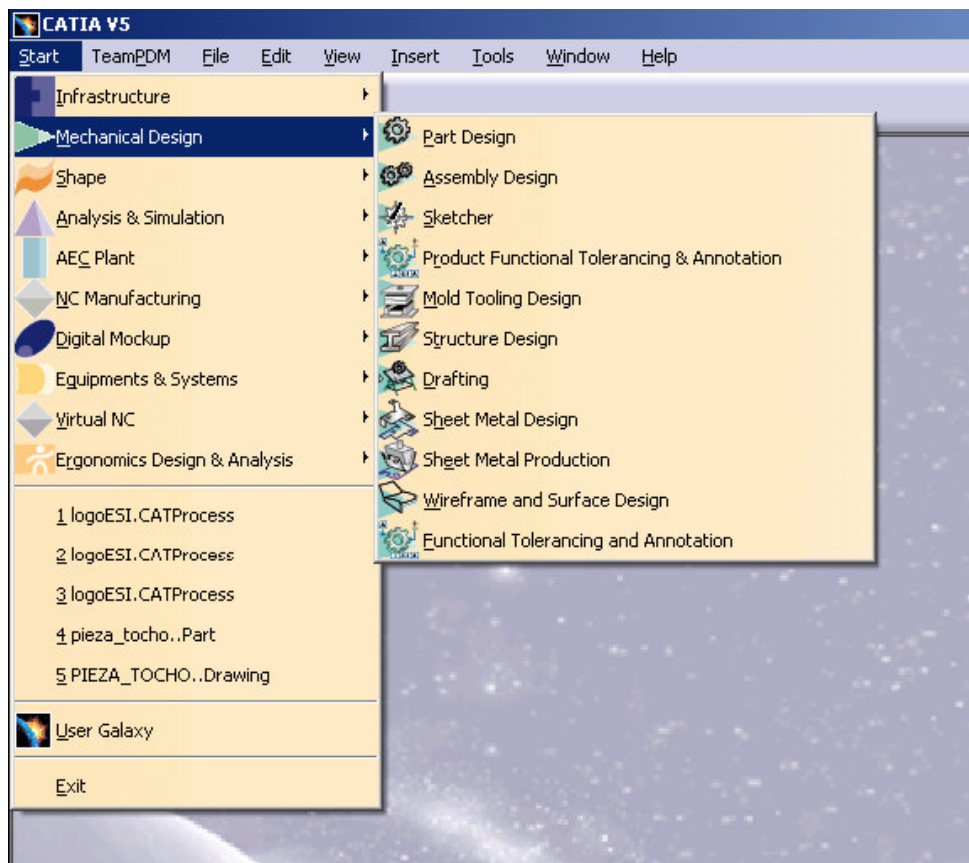 CATIA V5
Start TeamPDM File Edit View Insert Tools Window Help
Infrastructure
Mechanical Design
Shape
Analysis & Simulation
AEC Plant
NC Manufacturing
Digital Mockup
Equipments & Systems
Virtual NC
Ergonomics Design & Analysis
1 logoESI.CATProcess
2 logoESI.CATProcess
3 logoESI.CATProcess
4 pieza_tocho..Part
5 PIEZA_TOCHO..Drawing
User Galaxy
Exit
Part Design
Assembly Design
Sketcher
Product Functional Tolerancing & Annotation
Mold Tooling Design
Structure Design
Drafting
Sheet Metal Design
Sheet Metal Production
Wireframe and Surface Design
Functional Tolerancing and Annotation